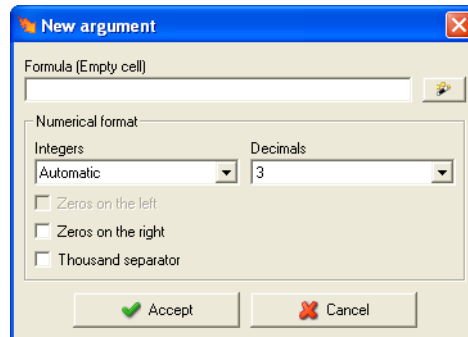 New argument
Formula (Empty cell)
Numerical format
Integers Decimals
Automatic 3
Zeros on the left
Zeros on the right
Thousand separator
Accept Cancel